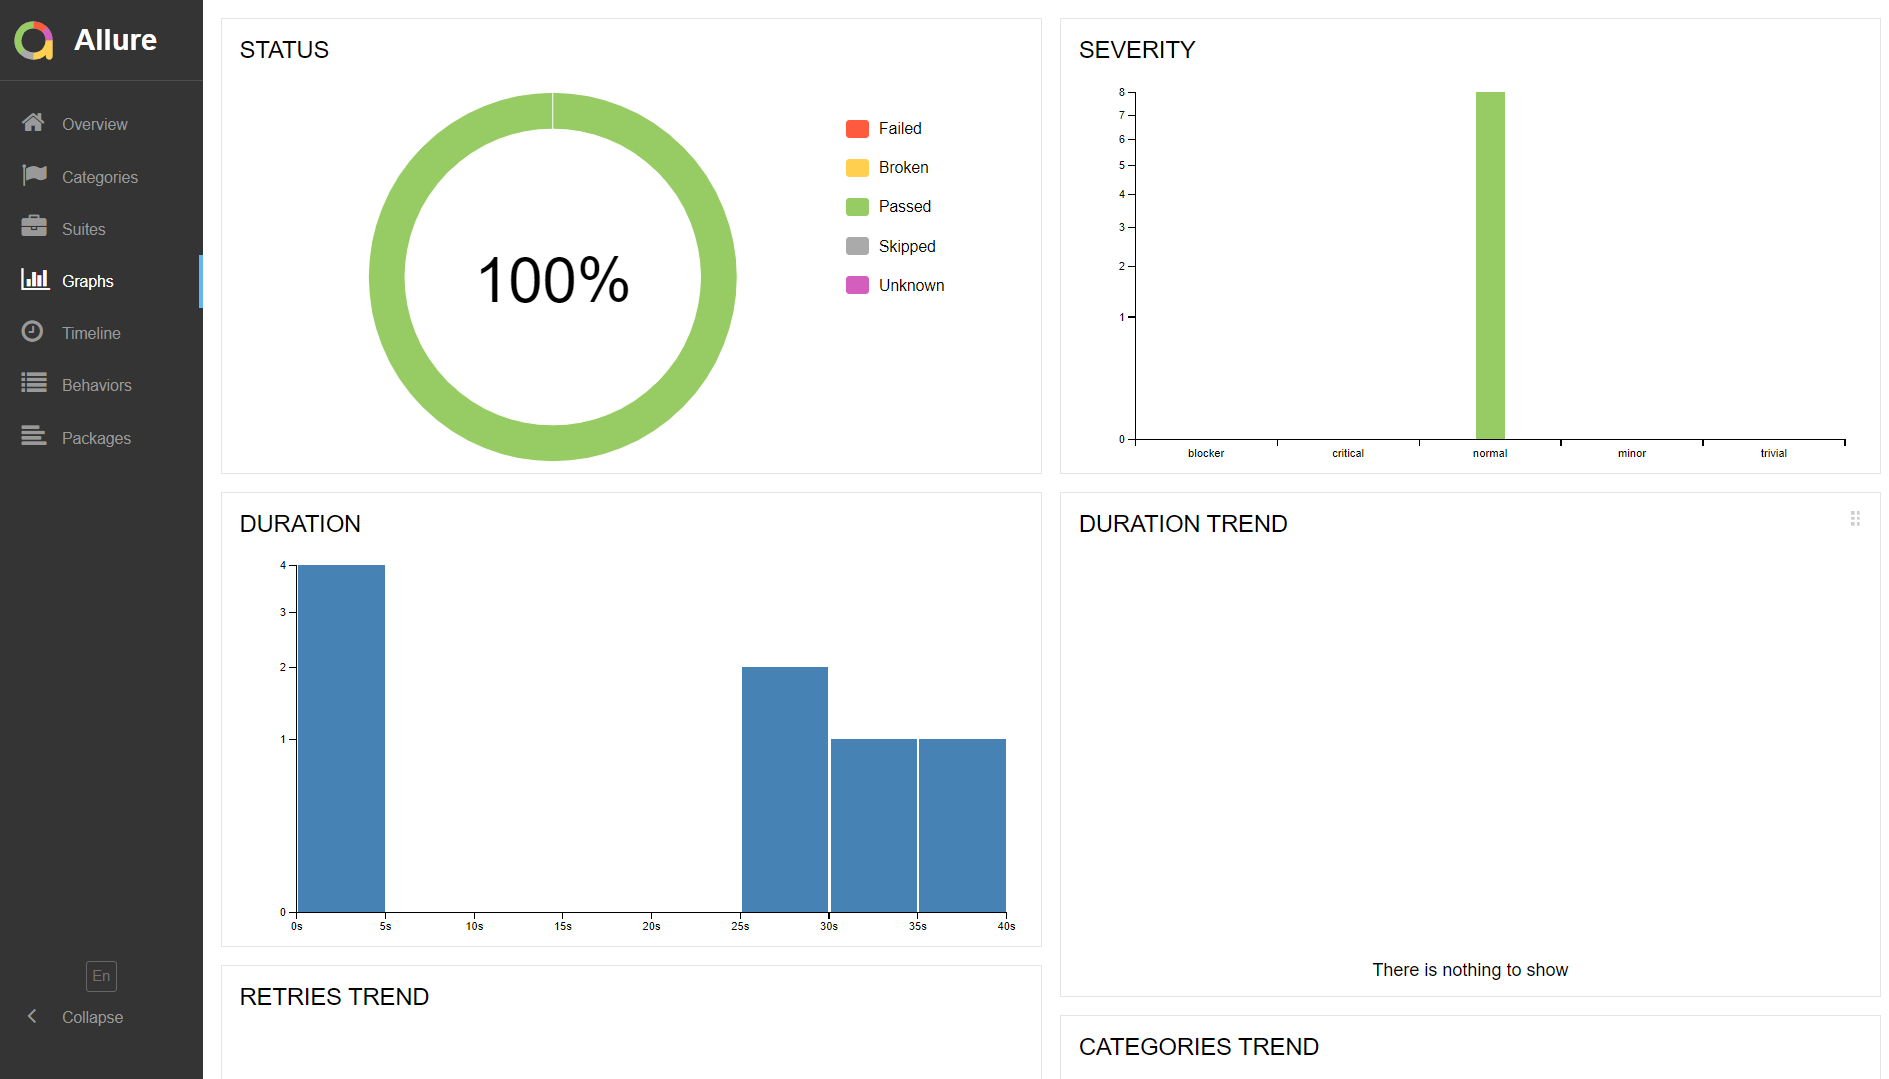 Allure
Overview
Categories
Suites
Graphs
Timeline
Behaviors
Packages
En
Collapse
STATUS
100%
Failed
Broken
Passed
Skipped
Unknown
SEVERITY
8
7
6
5
4
3
2
1
0
blocker critical normal minor trivial
DURATION
4
3
2
1
0
0s 5s 10s 15s 20s 25s 30s 35s 40s
DURATION TREND
There is nothing to show
RETRIES TREND
CATEGORIES TREND